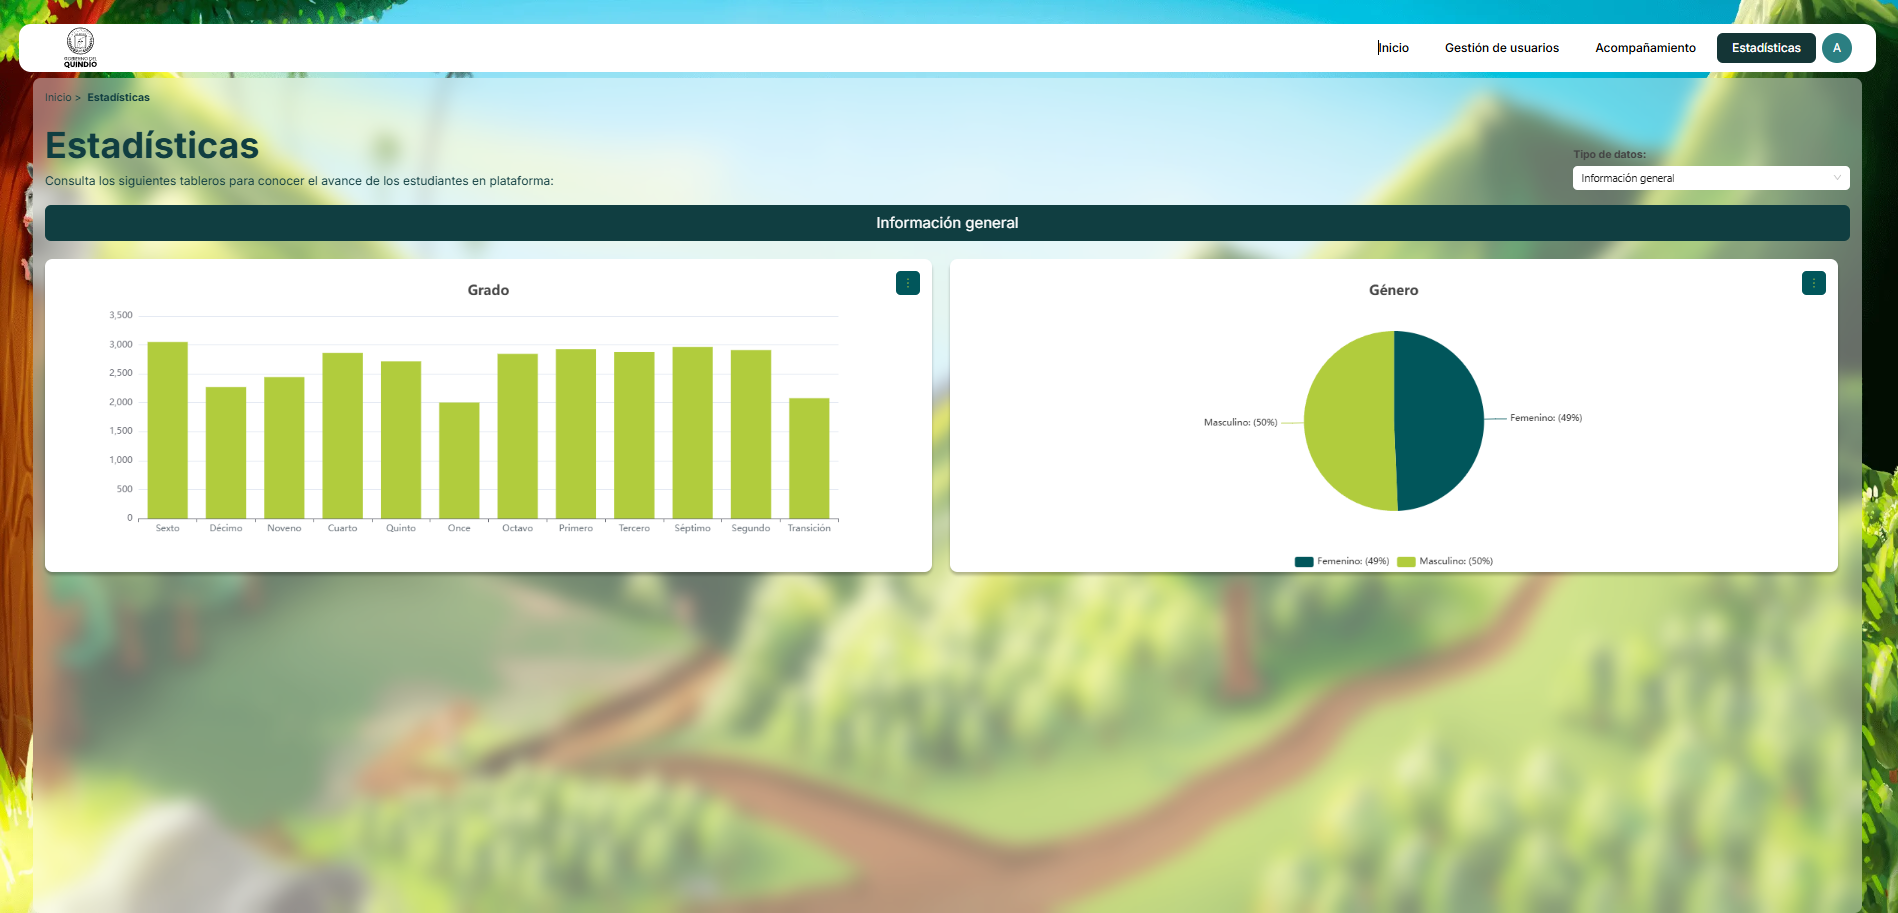 GOBIERNO DEL
QUINDÍO
Inicio
Gestión de usuarios
Acompañamiento
Estadísticas
A
Inicio > Estadísticas
Estadísticas
Consulta los siguientes tableros para conocer el avance de los estudiantes en plataforma:
Tipo de datos:
Información general
Información general
Grado
3,500
3,000
2,500
2,000
1,500
1,000
500
0
Sexto Décimo Noveno Cuarto Quinto Once Octavo Primero Tercero Séptimo Segundo Transición
Género
Masculino: (50%)
Femenino: (49%)
Femenino: (49%) Masculino: (50%)